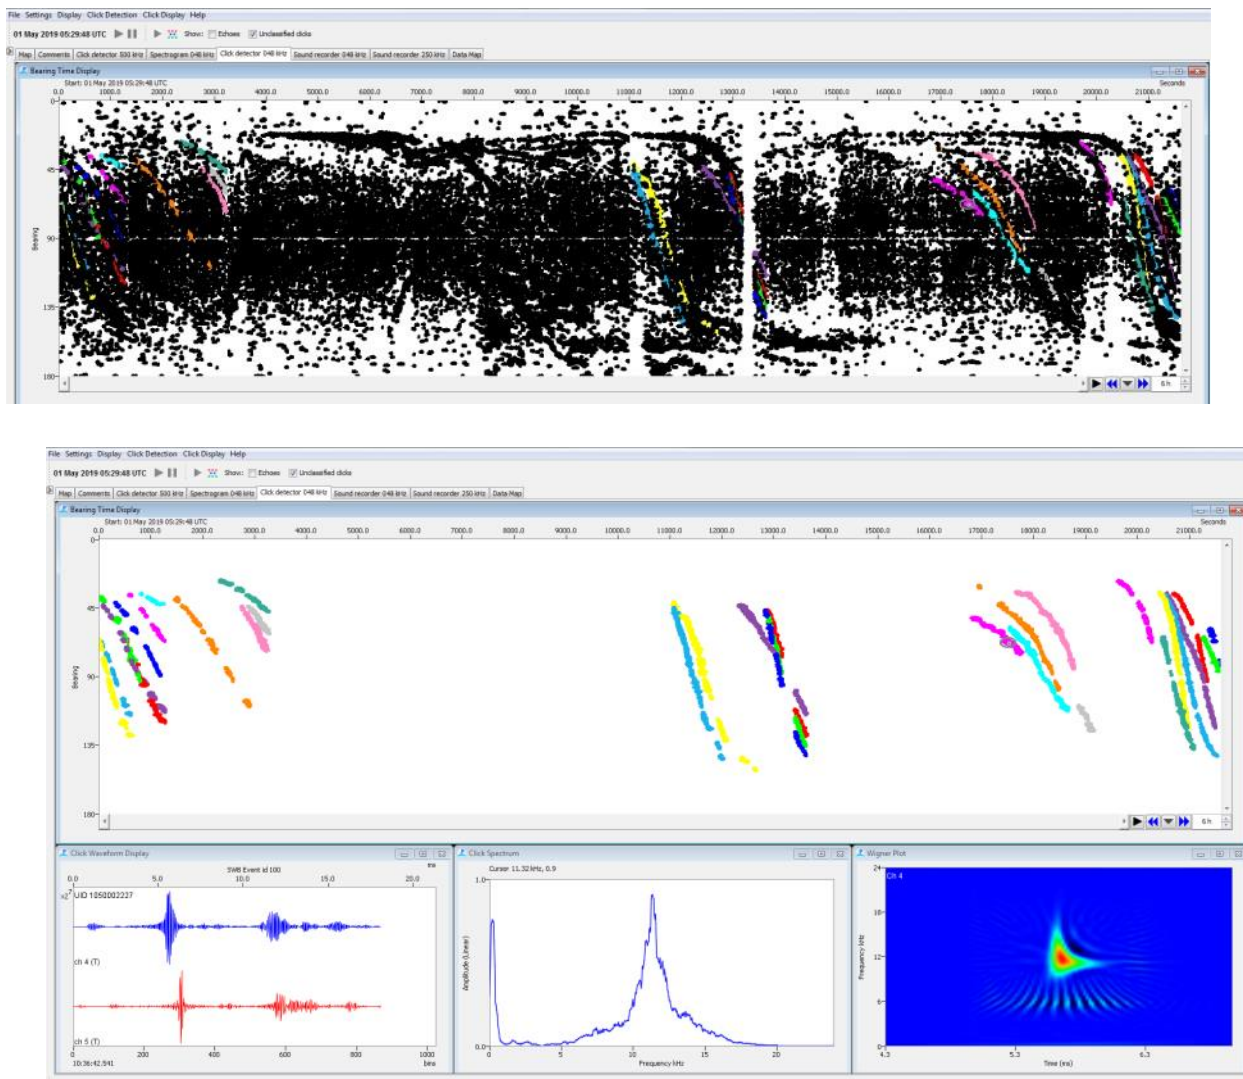 File Settings Display Click Detection Click Display Help
01 May 2019 05:29:48 UTC Show: Echoes Unclassified clicks
Map Comments Click detector 500 kHz Spectrogram 048 kHz Click detector 048 kHz Sound recorder 048 kHz Sound recorder 250 kHz Data Map
Bearing Time Display
Start: 01 May 2019 05:29:48 UTC Seconds
0.0 1000.0 2000.0 3000.0 4000.0 5000.0 6000.0 7000.0 8000.0 9000.0 10000.0 11000.0 12000.0 13000.0 14000.0 15000.0 16000.0 17000.0 18000.0 19000.0 20000.0 21000.0
0
45
90
135
180
Bearing
6 h
File Settings Display Click Detection Click Display Help
01 May 2019 05:29:48 UTC Show: Echoes Unclassified clicks
Map Comments Click detector 500 kHz Spectrogram 048 kHz Click detector 048 kHz Sound recorder 048 kHz Sound recorder 250 kHz Data Map
Bearing Time Display
Start: 01 May 2019 05:29:48 UTC Seconds
0.0 1000.0 2000.0 3000.0 4000.0 5000.0 6000.0 7000.0 8000.0 9000.0 10000.0 11000.0 12000.0 13000.0 14000.0 15000.0 16000.0 17000.0 18000.0 19000.0 20000.0 21000.0
0
45
90
135
180
Bearing
6 h
Click Waveform Display
SWB Event id 100 ms
0.0 5.0 10.0 15.0 20.0
x2^7 UID 1050002227
ch 4 (T)
ch 5 (T)
0 200 400 600 800 1000
10:36:42.591 bins
Click Spectrum
Cursor 11.32 kHz, 0.9
1.0
Amplitude (Linear)
0.0
0 5 10 15 20
Frequency kHz
Wigner Plot
Ch 4
24
18
12
6
0
Frequency kHz
4.3 5.3 6.3
Time (ms)